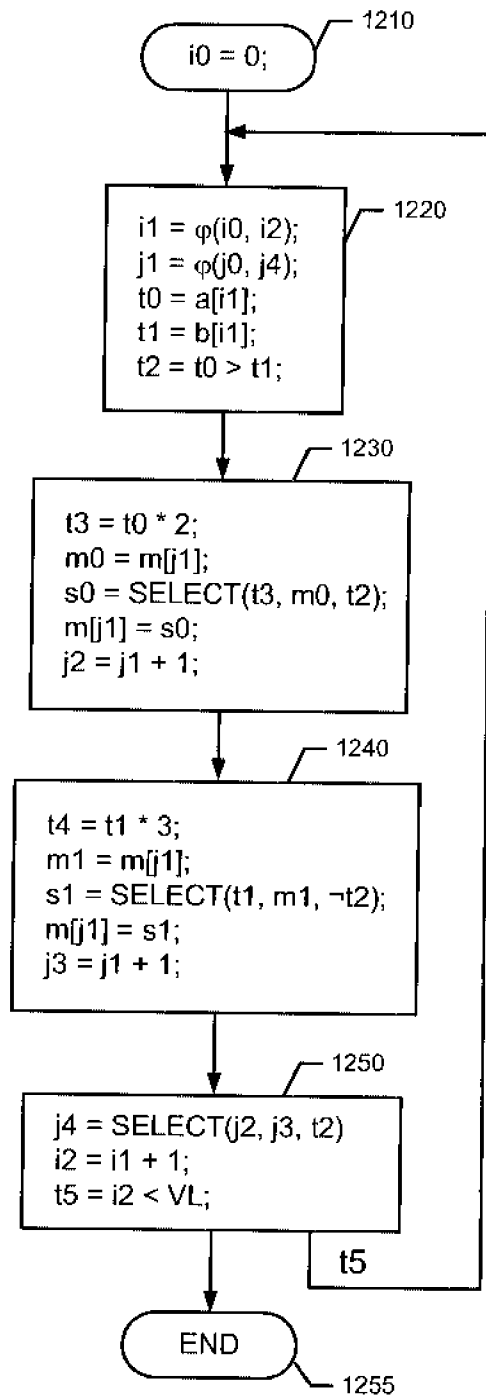 1210
i0 = 0;
1220
i1 = φ(i0, i2);
j1 = φ(j0, j4);
t0 = a[i1];
t1 = b[i1];
t2 = t0 > t1;
1230
t3 = t0 * 2;
m0 = m[j1];
s0 = SELECT(t3, m0, t2);
m[j1] = s0;
j2 = j1 + 1;
1240
t4 = t1 * 3;
m1 = m[j1];
s1 = SELECT(t1, m1, ¬t2);
m[j1] = s1;
j3 = j1 + 1;
1250
j4 = SELECT(j2, j3, t2)
i2 = i1 + 1;
t5 = i2 < VL;
t5
END
1255